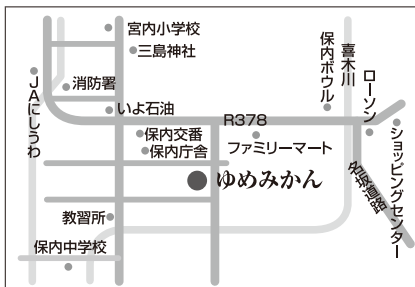 宮内小学校
三島神社
消防署
JAにしうわ
いよ石油
R378
保内交番
保内庁舎
ファミリーマート
ゆめみかん
保内ボウル
喜木川
ローソン
ショッピングセンター
名坂道路
教習所
保内中学校